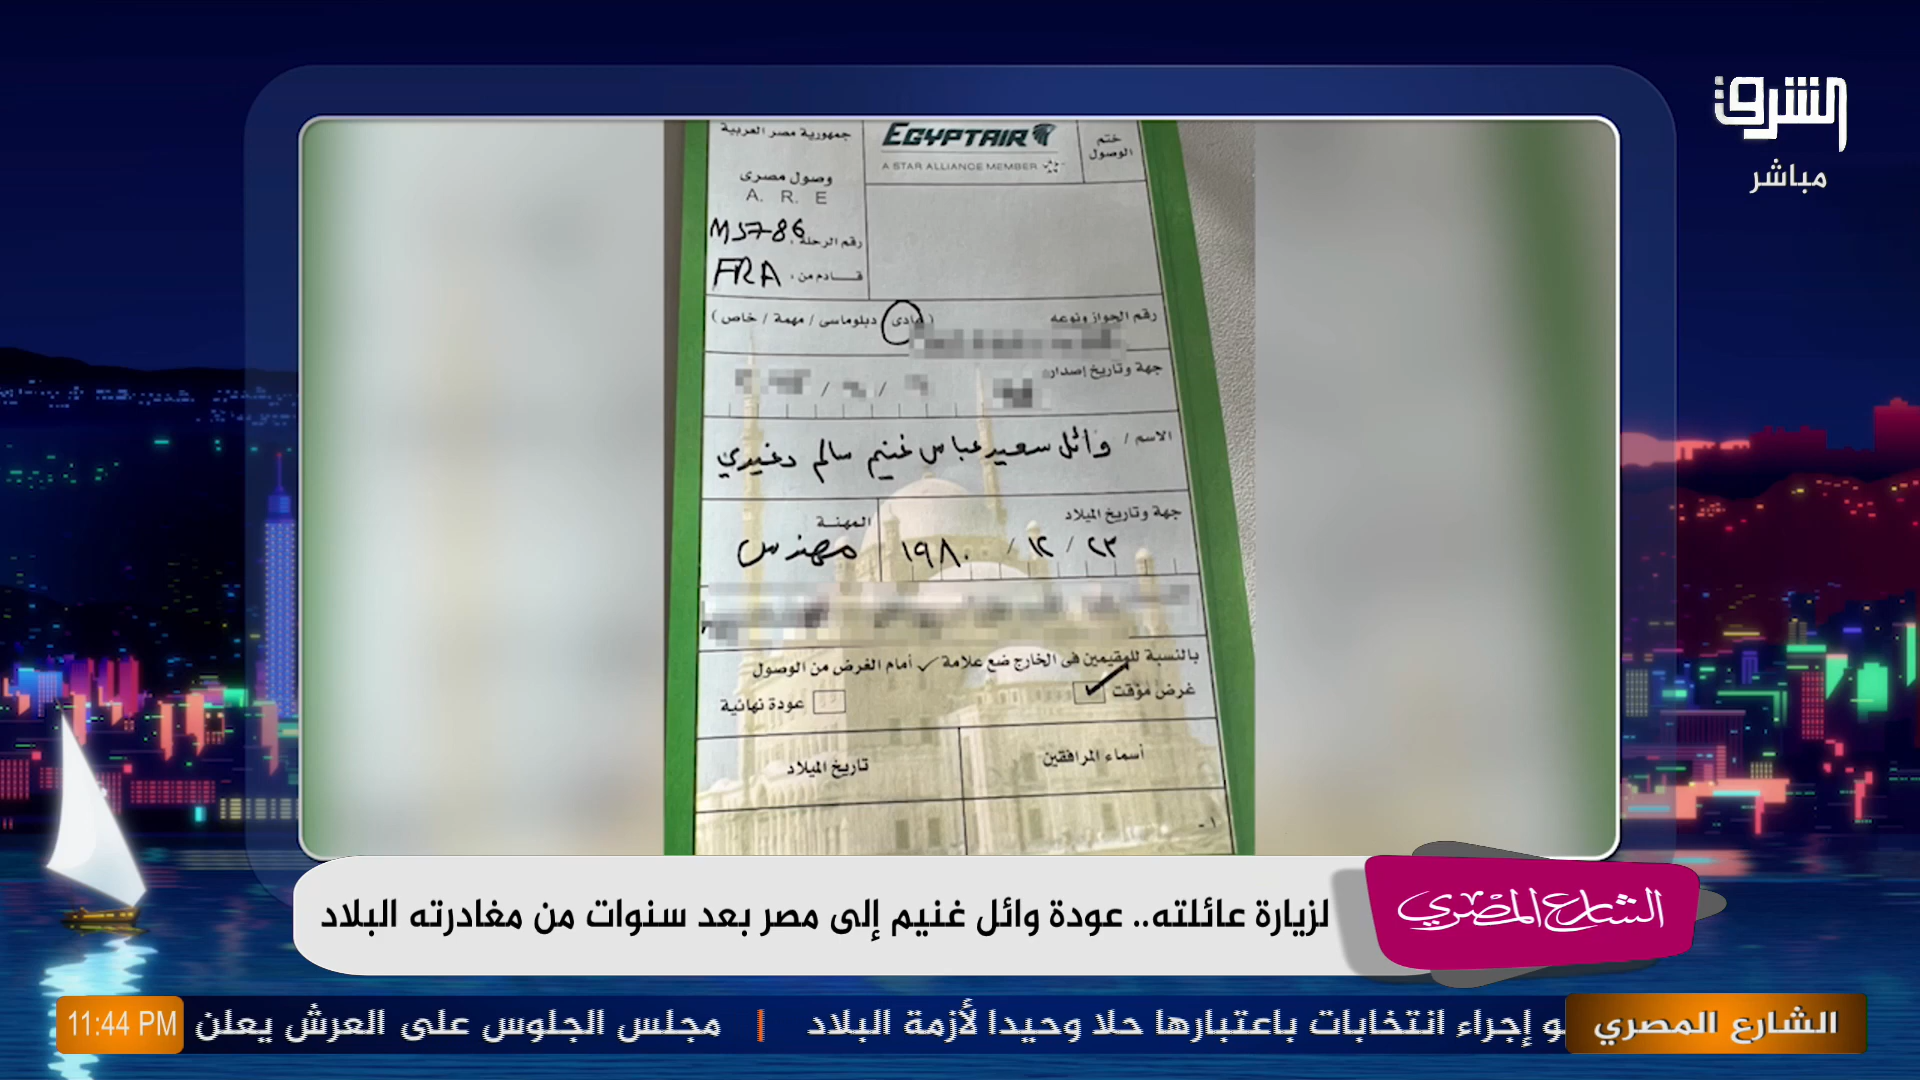 الشرق
مباشر
جمهورية مصر العربية
EGYPTAIR
A STAR ALLIANCE MEMBER
ختم
الوصول
وصول مصرى
A. R. E
رقم الرحلة : MS786
قادم من : FRA
رقم الجواز ونوعه
( عادى / دبلوماسى / مهمة / خاص )
جهة وتاريخ إصداره
الاسم / وائل سعيد عباس غنيم سالم دغيدي
جهة وتاريخ الميلاد
٢٣ / ١٢ / ١٩٨٠
المهنة
مهندس
بالنسبة للمقيمين فى الخارج ضع علامة ✓ أمام الغرض من الوصول
غرض مؤقت ✓
عودة نهائية
أسماء المرافقين
تاريخ الميلاد
١ -
الشارع المصري
لزيارة عائلته.. عودة وائل غنيم إلى مصر بعد سنوات من مغادرته البلاد
الشارع المصري
و إجراء انتخابات باعتبارها حلا وحيدا لأزمة البلاد | مجلس الجلوس على العرش يعلن
11:44 PM